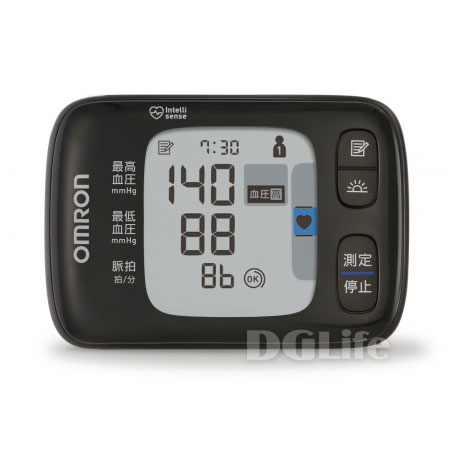 Intelli
sense
7:30
1
最高
血圧
mmHg
140
血圧高
最低
血圧
mmHg
88
脈拍
拍/分
86
OK
OMRON
測定
停止
DGLife